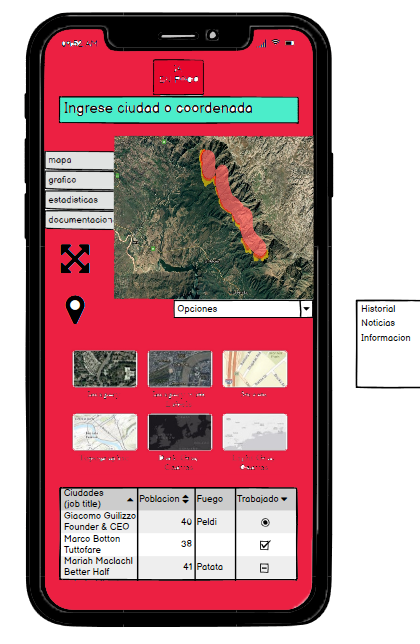 Ingrese ciudad o coordenada
mapa
grafico
estadisticas
documentacion
Opciones
Historial
Noticias
Informacion
Ciudades
(job title)
Poblacion
Fuego
Trabajado
Giacomo Guilizzo
Founder & CEO
40
Peldi
Marco Botton
Tuttofare
38
Mariah Maclachl
Better Half
41
Patata